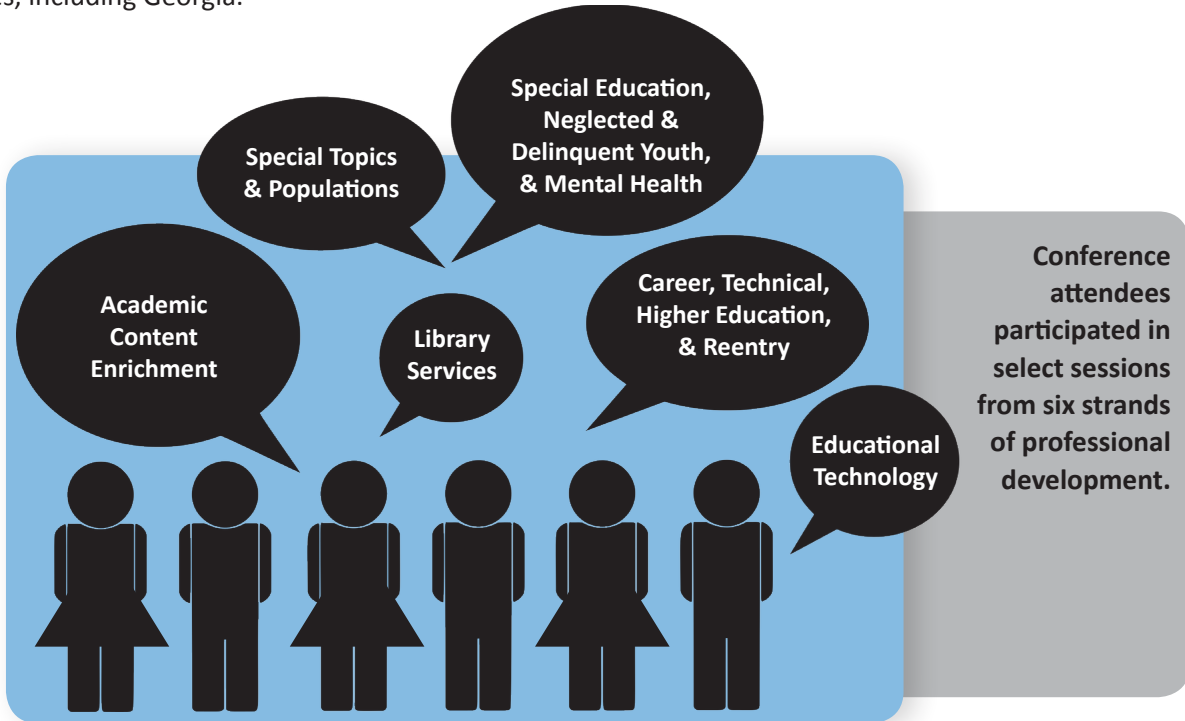 es, including Georgia.
Special Education,
Neglected &
Delinquent Youth,
& Mental Health
Special Topics
& Populations
Academic
Content
Enrichment
Library
Services
Career, Technical,
Higher Education,
& Reentry
Educational
Technology
Conference
attendees
participated in
select sessions
from six strands
of professional
development.